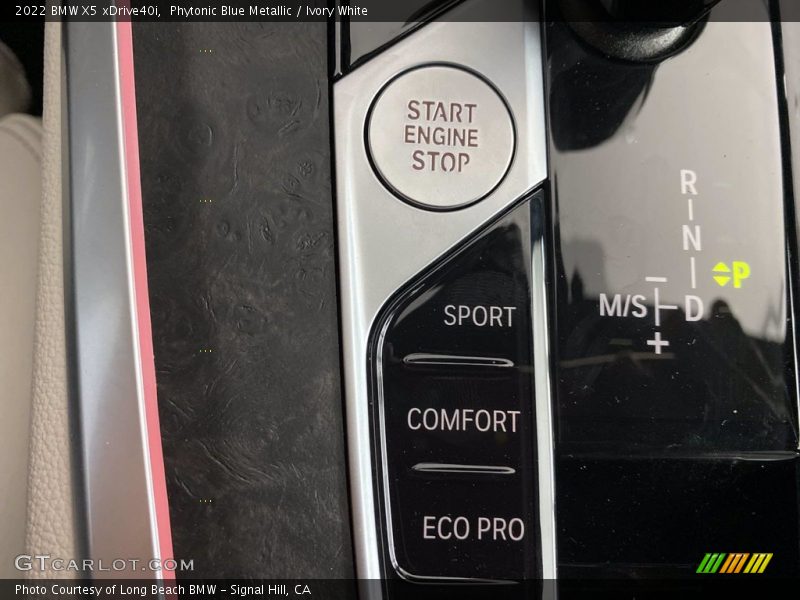 2022 BMW X5 xDrive40i,  Phytonic Blue Metallic / Ivory White
START
ENGINE
STOP
R
N
P
M/S
D
−
+
SPORT
COMFORT
ECO PRO
GTCARLOT.COM
Photo Courtesy of Long Beach BMW – Signal Hill, CA